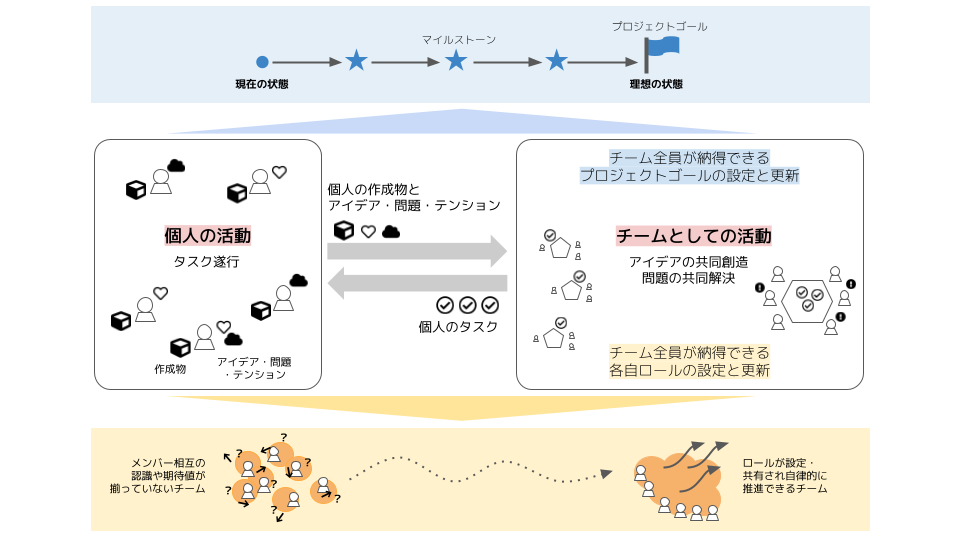 プロジェクトゴール
マイルストーン
現在の状態
理想の状態
チーム全員が納得できる
プロジェクトゴールの設定と更新
個人の作成物と
アイデア・問題・テンション
個人の活動
タスク遂行
チームとしての活動
アイデアの共同創造
問題の共同解決
個人のタスク
作成物
アイデア・問題
・テンション
チーム全員が納得できる
各自ロールの設定と更新
メンバー相互の
認識や期待値が
揃っていないチーム
?
?
?
?
?
?
?
ロールが設定・
共有され自律的に
推進できるチーム